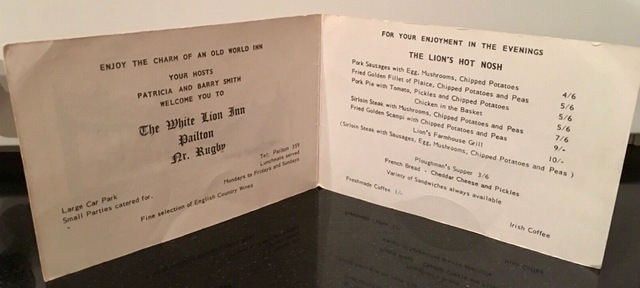 ENJOY THE CHARM OF AN OLD WORLD INN
YOUR HOSTS
PATRICIA AND BARRY SMITH
WELCOME YOU TO
The White Lion Inn
Pailton
Nr. Rugby
Tel: Pailton 359
Luncheons served
Mondays to Fridays and Sundays
Large Car Park
Small Parties catered for.
Fine selection of English Country Wines
FOR YOUR ENJOYMENT IN THE EVENINGS
THE LION'S HOT NOSH
Pork Sausages with Egg, Mushrooms, Chipped Potatoes 4/6
Fried Golden Fillet of Plaice, Chipped Potatoes and Peas 5/6
Pork Pie with Tomato, Pickles and Chipped Potatoes 5/6
Chicken in the Basket 5/6
Sirloin Steak with Mushrooms, Chipped Potatoes and Peas 7/6
Fried Golden Scampi with Chipped Potatoes and Peas 9/-
Lion's Farmhouse Grill 10/-
(Sirloin Steak with Sausages, Egg, Mushrooms, Chipped Potatoes and Peas)
Ploughman's Supper 3/6
French Bread - Cheddar Cheese and Pickles
Variety of Sandwiches always available
Freshmade Coffee 1/-
Irish Coffee